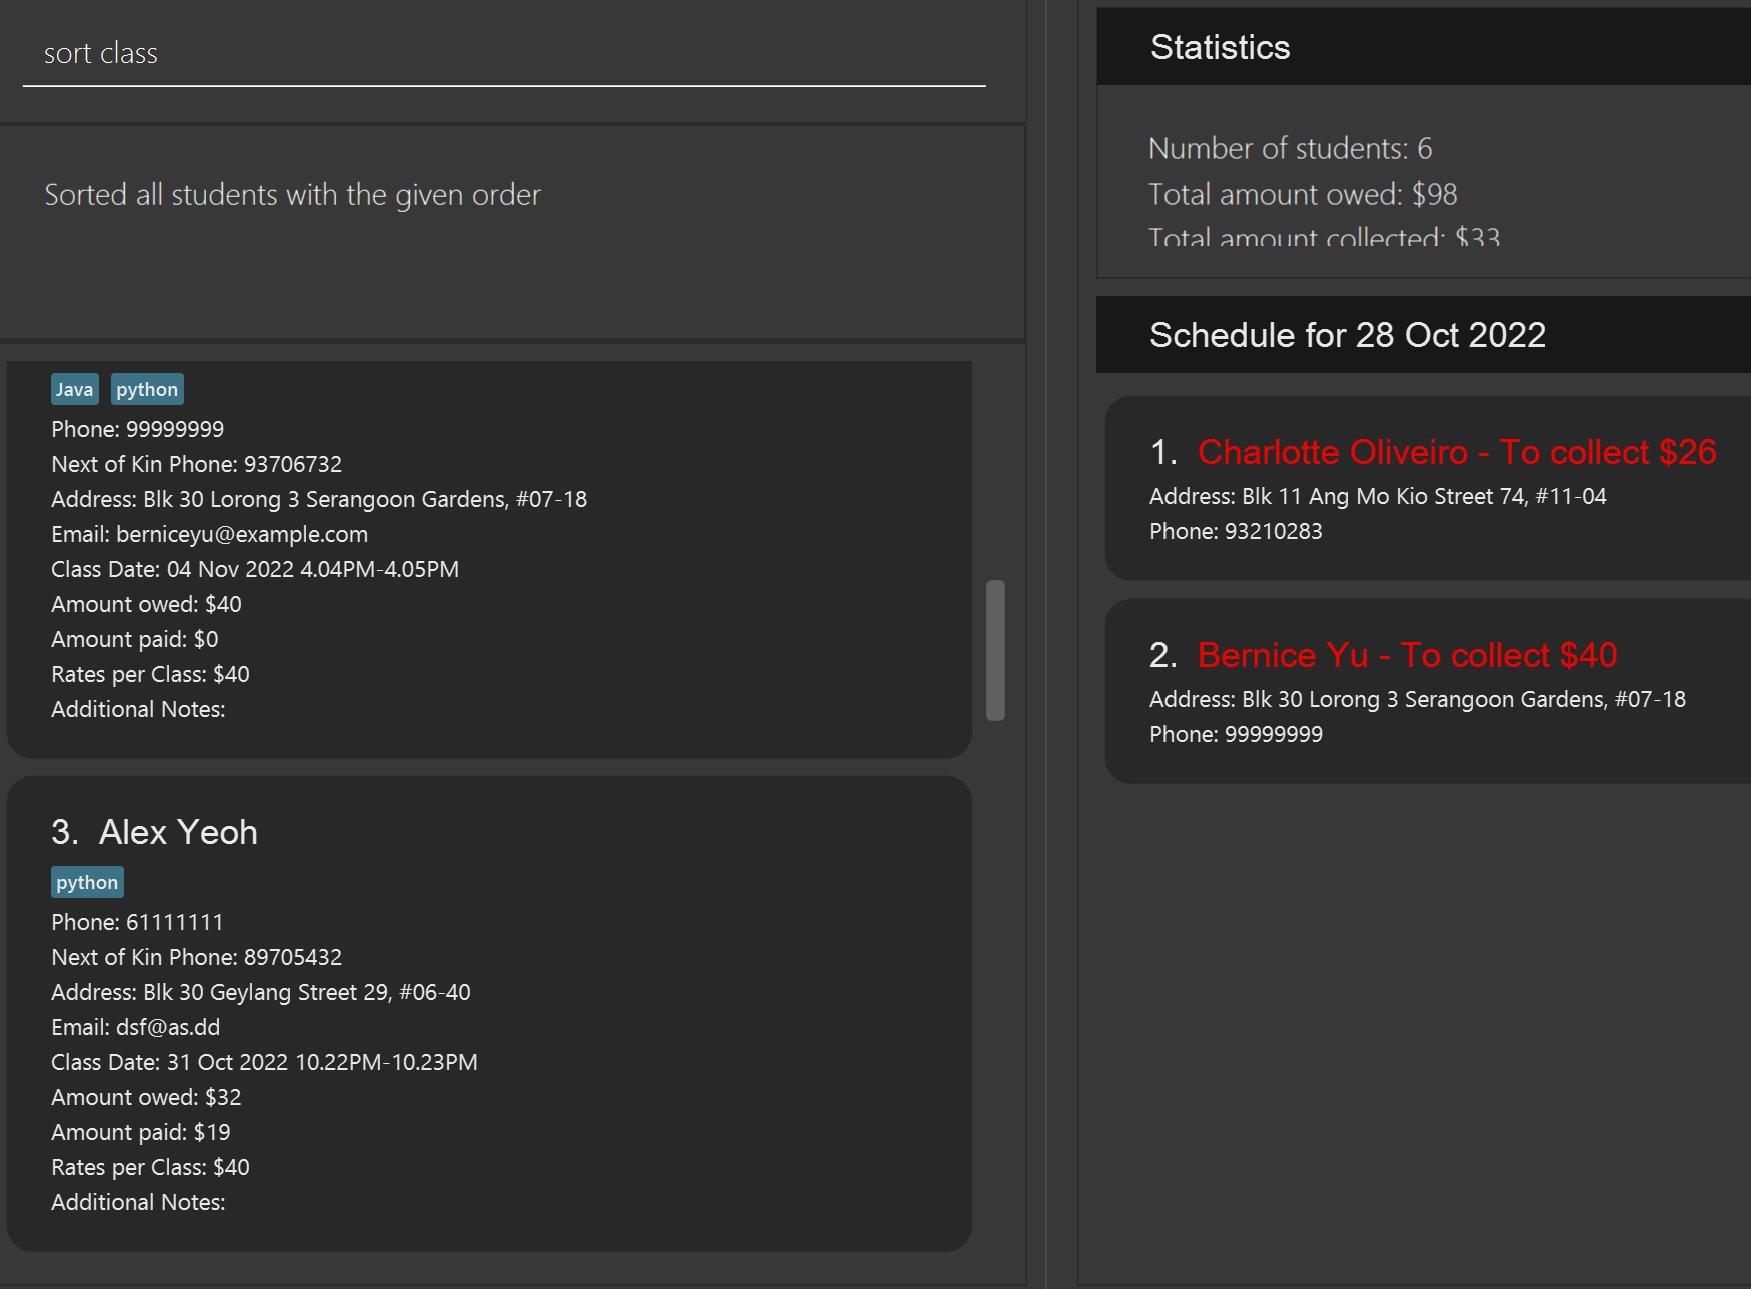 sort class
Sorted all students with the given order
Java python
Phone: 99999999
Next of Kin Phone: 93706732
Address: Blk 30 Lorong 3 Serangoon Gardens, #07-18
Email: berniceyu@example.com
Class Date: 04 Nov 2022 4.04PM-4.05PM
Amount owed: $40
Amount paid: $0
Rates per Class: $40
Additional Notes:
3. Alex Yeoh
python
Phone: 61111111
Next of Kin Phone: 89705432
Address: Blk 30 Geylang Street 29, #06-40
Email: dsf@as.dd
Class Date: 31 Oct 2022 10.22PM-10.23PM
Amount owed: $32
Amount paid: $19
Rates per Class: $40
Additional Notes:
Statistics
Number of students: 6
Total amount owed: $98
Total amount collected: $33
Schedule for 28 Oct 2022
1. Charlotte Oliveiro - To collect $26
Address: Blk 11 Ang Mo Kio Street 74, #11-04
Phone: 93210283
2. Bernice Yu - To collect $40
Address: Blk 30 Lorong 3 Serangoon Gardens, #07-18
Phone: 99999999